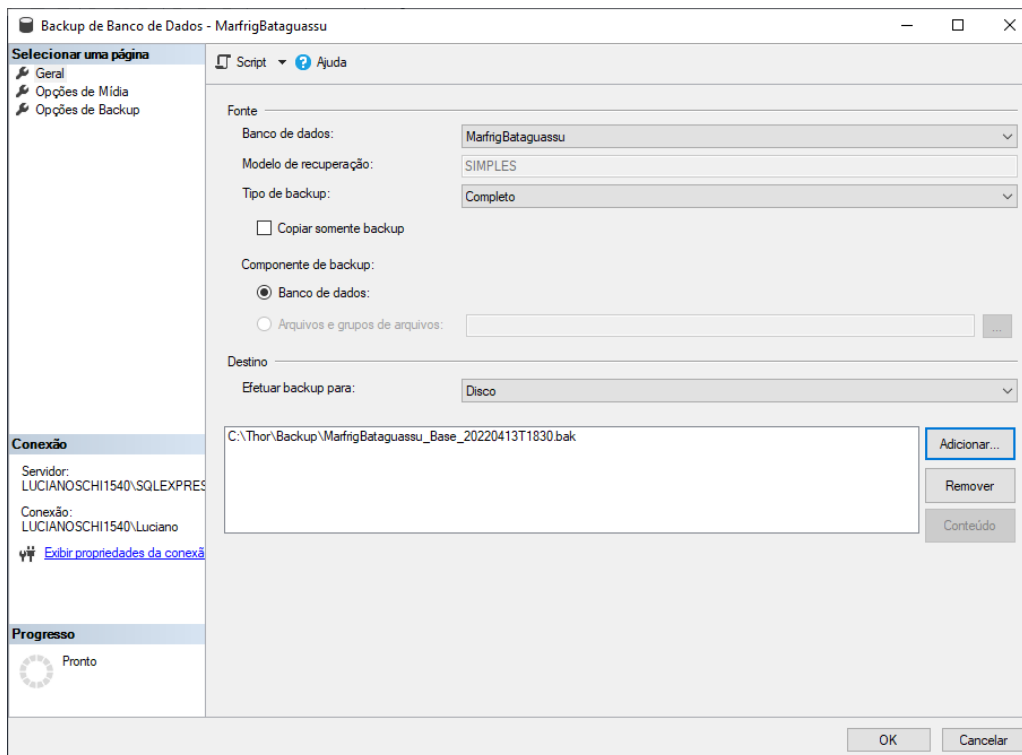 Backup de Banco de Dados - MarfrigBataguassu
Selecionar uma página
Geral
Opções de Mídia
Opções de Backup
Script
Ajuda
Fonte
Banco de dados:
MarfrigBataguassu
Modelo de recuperação:
SIMPLES
Tipo de backup:
Completo
Copiar somente backup
Componente de backup:
Banco de dados:
Arquivos e grupos de arquivos:
...
Destino
Efetuar backup para:
Disco
C:\Thor\Backup\MarfrigBataguassu_Base_20220413T1830.bak
Adicionar...
Remover
Conteúdo
Conexão
Servidor:
LUCIANOSCHI1540\SQLEXPRES
Conexão:
LUCIANOSCHI1540\Luciano
Exibir propriedades da conexã
Progresso
Pronto
OK
Cancelar